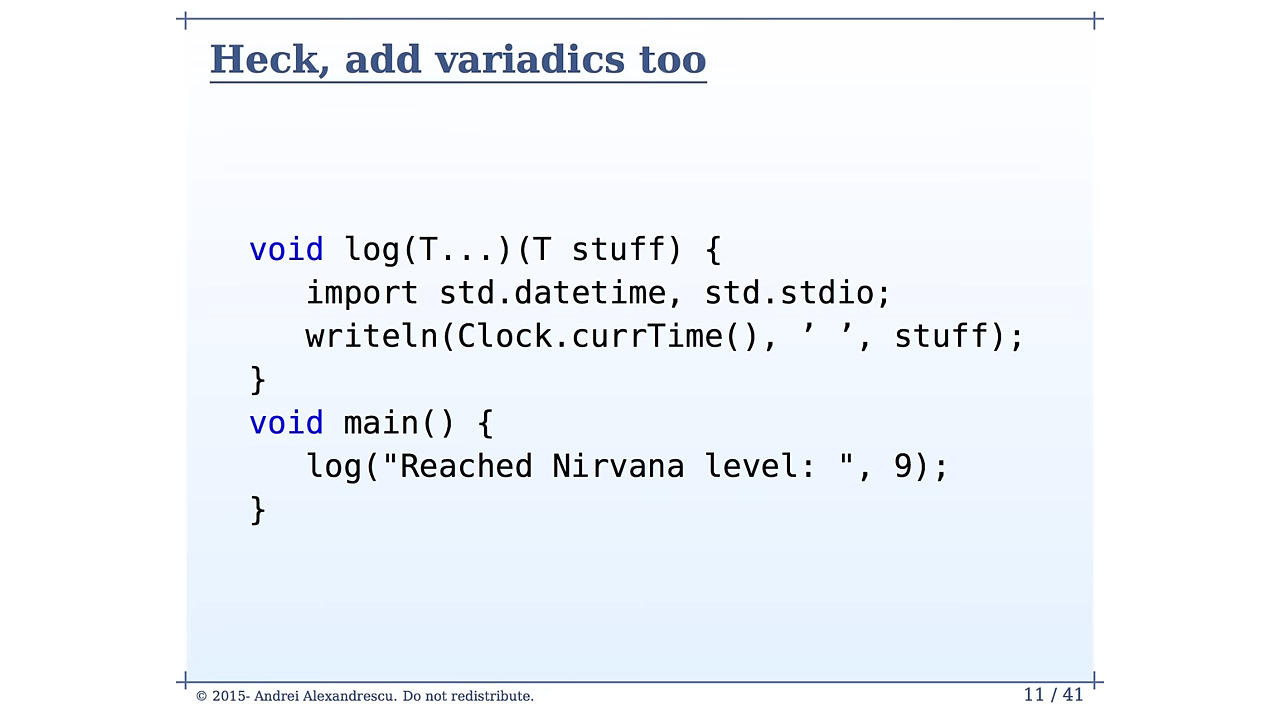 Heck, add variadics too
void log(T...)(T stuff) {
   import std.datetime, std.stdio;
   writeln(Clock.currTime(), ’ ’, stuff);
}
void main() {
   log("Reached Nirvana level: ", 9);
}
© 2015- Andrei Alexandrescu. Do not redistribute.
11 / 41